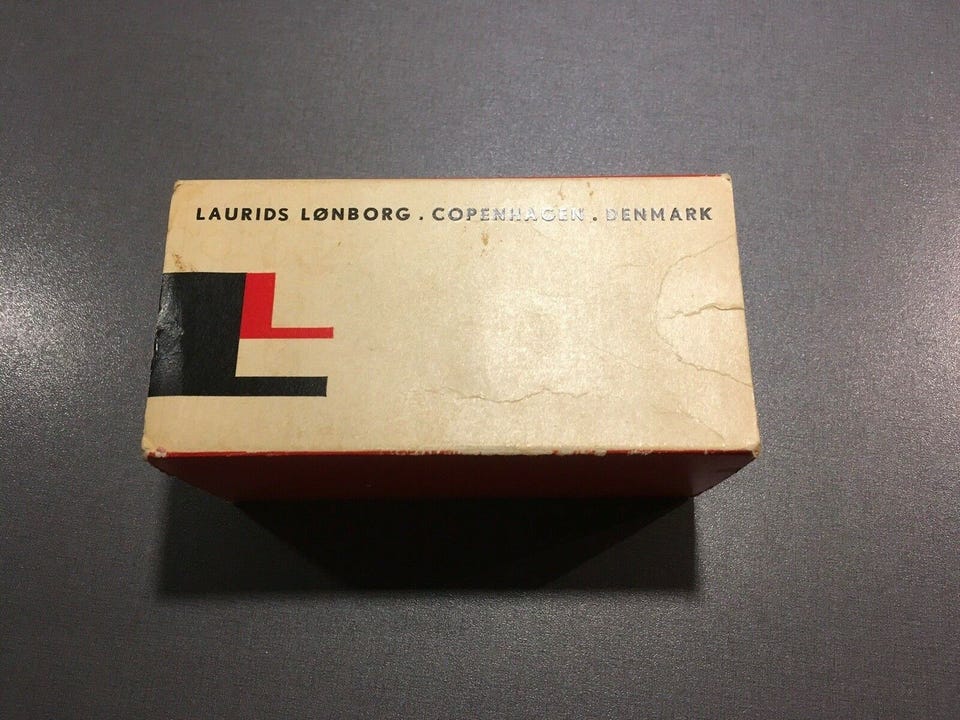 LAURIDS LØNBORG . COPENHAGEN . DENMARK